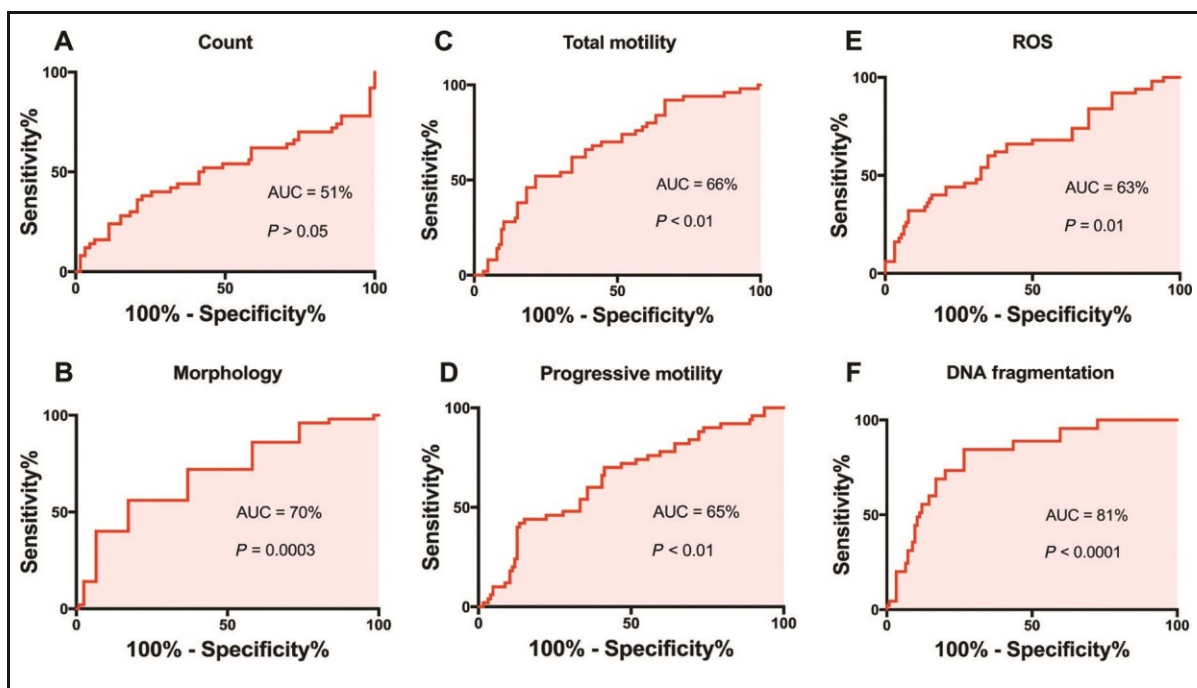 A Count
Sensitivity%
100
50
0
AUC = 51%
P > 0.05
0 50 100
100% - Specificity%
C Total motility
Sensitivity%
100
50
0
AUC = 66%
P < 0.01
0 50 100
100% - Specificity%
E ROS
Sensitivity%
100
50
0
AUC = 63%
P = 0.01
0 50 100
100% - Specificity%
B Morphology
Sensitivity%
100
50
0
AUC = 70%
P = 0.0003
0 50 100
100% - Specificity%
D Progressive motility
Sensitivity%
100
50
0
AUC = 65%
P < 0.01
0 50 100
100% - Specificity%
F DNA fragmentation
Sensitivity%
100
50
0
AUC = 81%
P < 0.0001
0 50 100
100% - Specificity%